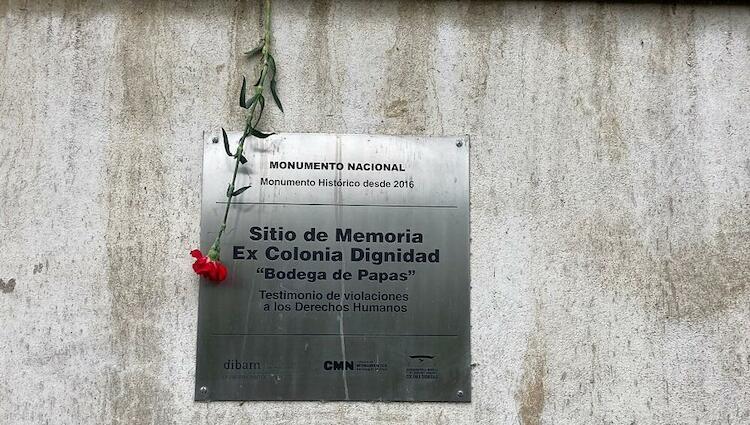 MONUMENTO NACIONAL
Monumento Histórico desde 2016
Sitio de Memoria
Ex Colonia Dignidad
“Bodega de Papas”
Testimonio de violaciones
a los Derechos Humanos
dibam
CMN